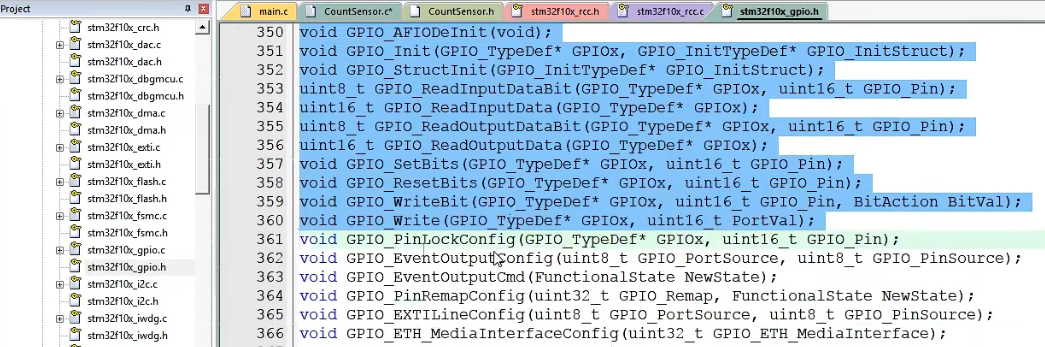 Project
main.c
CountSensor.c*
CountSensor.h
stm32f10x_rcc.h
stm32f10x_rcc.c
stm32f10x_gpio.h
stm32f10x_crc.h
stm32f10x_dac.c
stm32f10x_dac.h
stm32f10x_dbgmcu.c
stm32f10x_dbgmcu.h
stm32f10x_dma.c
stm32f10x_dma.h
stm32f10x_exti.c
stm32f10x_exti.h
stm32f10x_flash.c
stm32f10x_flash.h
stm32f10x_fsmc.c
stm32f10x_fsmc.h
stm32f10x_gpio.c
stm32f10x_gpio.h
stm32f10x_i2c.c
stm32f10x_i2c.h
stm32f10x_iwdg.c
stm32f10x_iwdg.h
350 void GPIO_AFIODeInit(void);
351 void GPIO_Init(GPIO_TypeDef* GPIOx, GPIO_InitTypeDef* GPIO_InitStruct);
352 void GPIO_StructInit(GPIO_InitTypeDef* GPIO_InitStruct);
353 uint8_t GPIO_ReadInputDataBit(GPIO_TypeDef* GPIOx, uint16_t GPIO_Pin);
354 uint16_t GPIO_ReadInputData(GPIO_TypeDef* GPIOx);
355 uint8_t GPIO_ReadOutputDataBit(GPIO_TypeDef* GPIOx, uint16_t GPIO_Pin);
356 uint16_t GPIO_ReadOutputData(GPIO_TypeDef* GPIOx);
357 void GPIO_SetBits(GPIO_TypeDef* GPIOx, uint16_t GPIO_Pin);
358 void GPIO_ResetBits(GPIO_TypeDef* GPIOx, uint16_t GPIO_Pin);
359 void GPIO_WriteBit(GPIO_TypeDef* GPIOx, uint16_t GPIO_Pin, BitAction BitVal);
360 void GPIO_Write(GPIO_TypeDef* GPIOx, uint16_t PortVal);
361 void GPIO_PinLockConfig(GPIO_TypeDef* GPIOx, uint16_t GPIO_Pin);
362 void GPIO_EventOutputConfig(uint8_t GPIO_PortSource, uint8_t GPIO_PinSource);
363 void GPIO_EventOutputCmd(FunctionalState NewState);
364 void GPIO_PinRemapConfig(uint32_t GPIO_Remap, FunctionalState NewState);
365 void GPIO_EXTILineConfig(uint8_t GPIO_PortSource, uint8_t GPIO_PinSource);
366 void GPIO_ETH_MediaInterfaceConfig(uint32_t GPIO_ETH_MediaInterface);